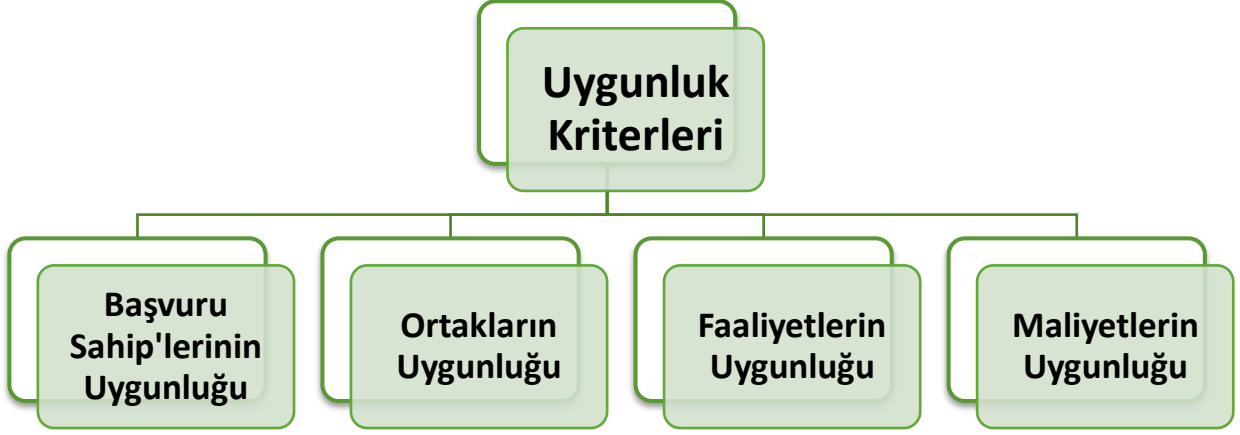 Uygunluk
Kriterleri
Başvuru
Sahip'lerinin
Uygunluğu
Ortakların
Uygunluğu
Faaliyetlerin
Uygunluğu
Maliyetlerin
Uygunluğu